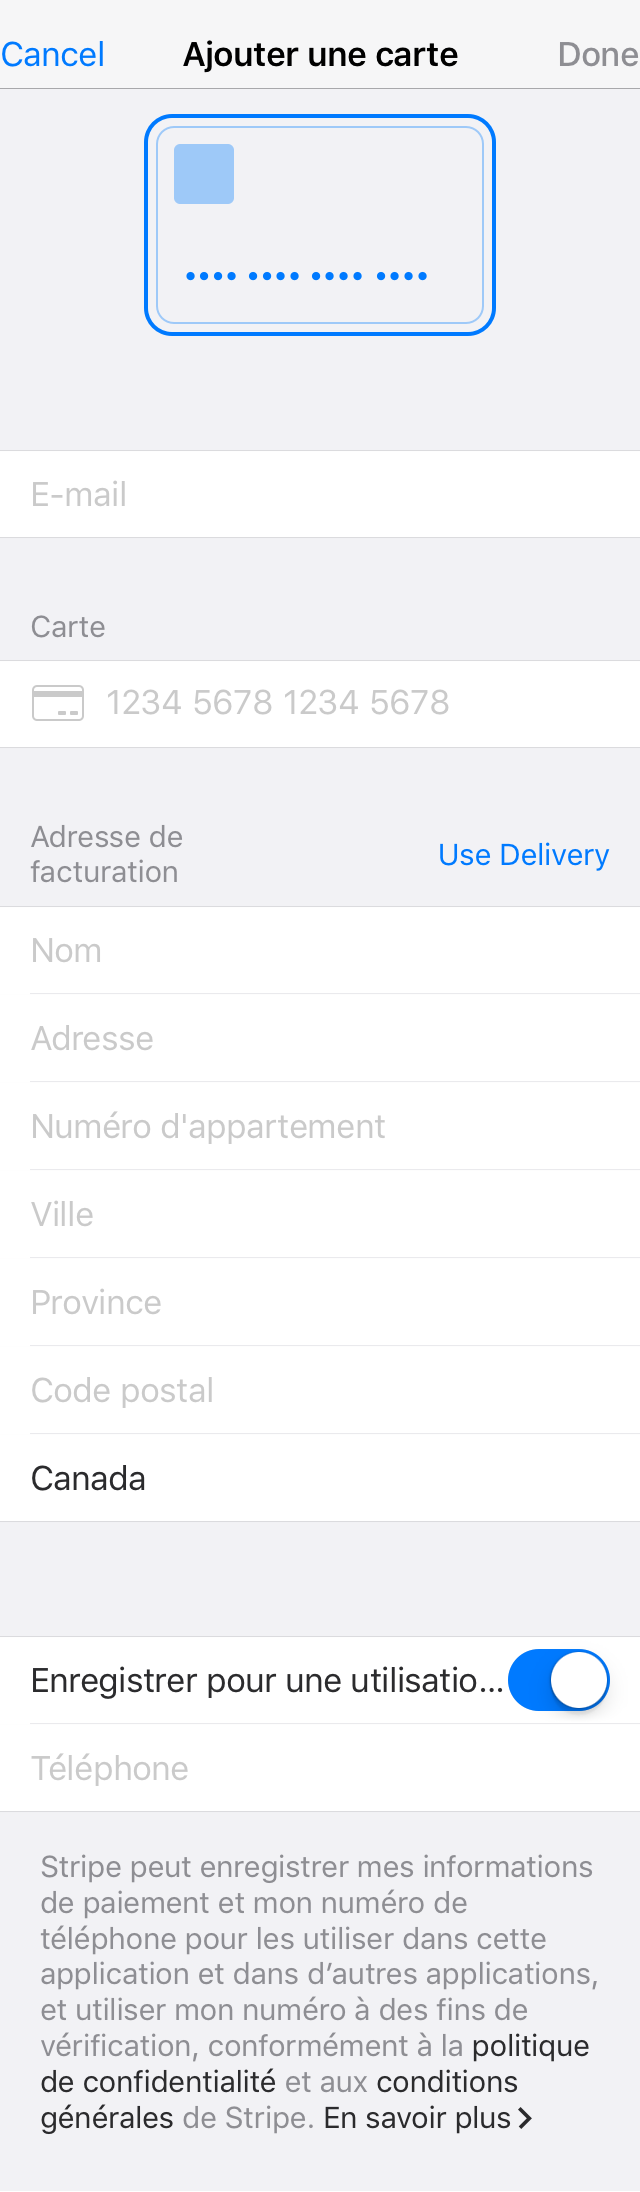 Cancel Ajouter une carte Done
•••• •••• •••• ••••
E-mail
Carte
1234 5678 1234 5678
Adresse de
facturation
Use Delivery
Nom
Adresse
Numéro d'appartement
Ville
Province
Code postal
Canada
Enregistrer pour une utilisatio...
Téléphone
Stripe peut enregistrer mes informations
de paiement et mon numéro de
téléphone pour les utiliser dans cette
application et dans d’autres applications,
et utiliser mon numéro à des fins de
vérification, conformément à la politique
de confidentialité et aux conditions
générales de Stripe. En savoir plus